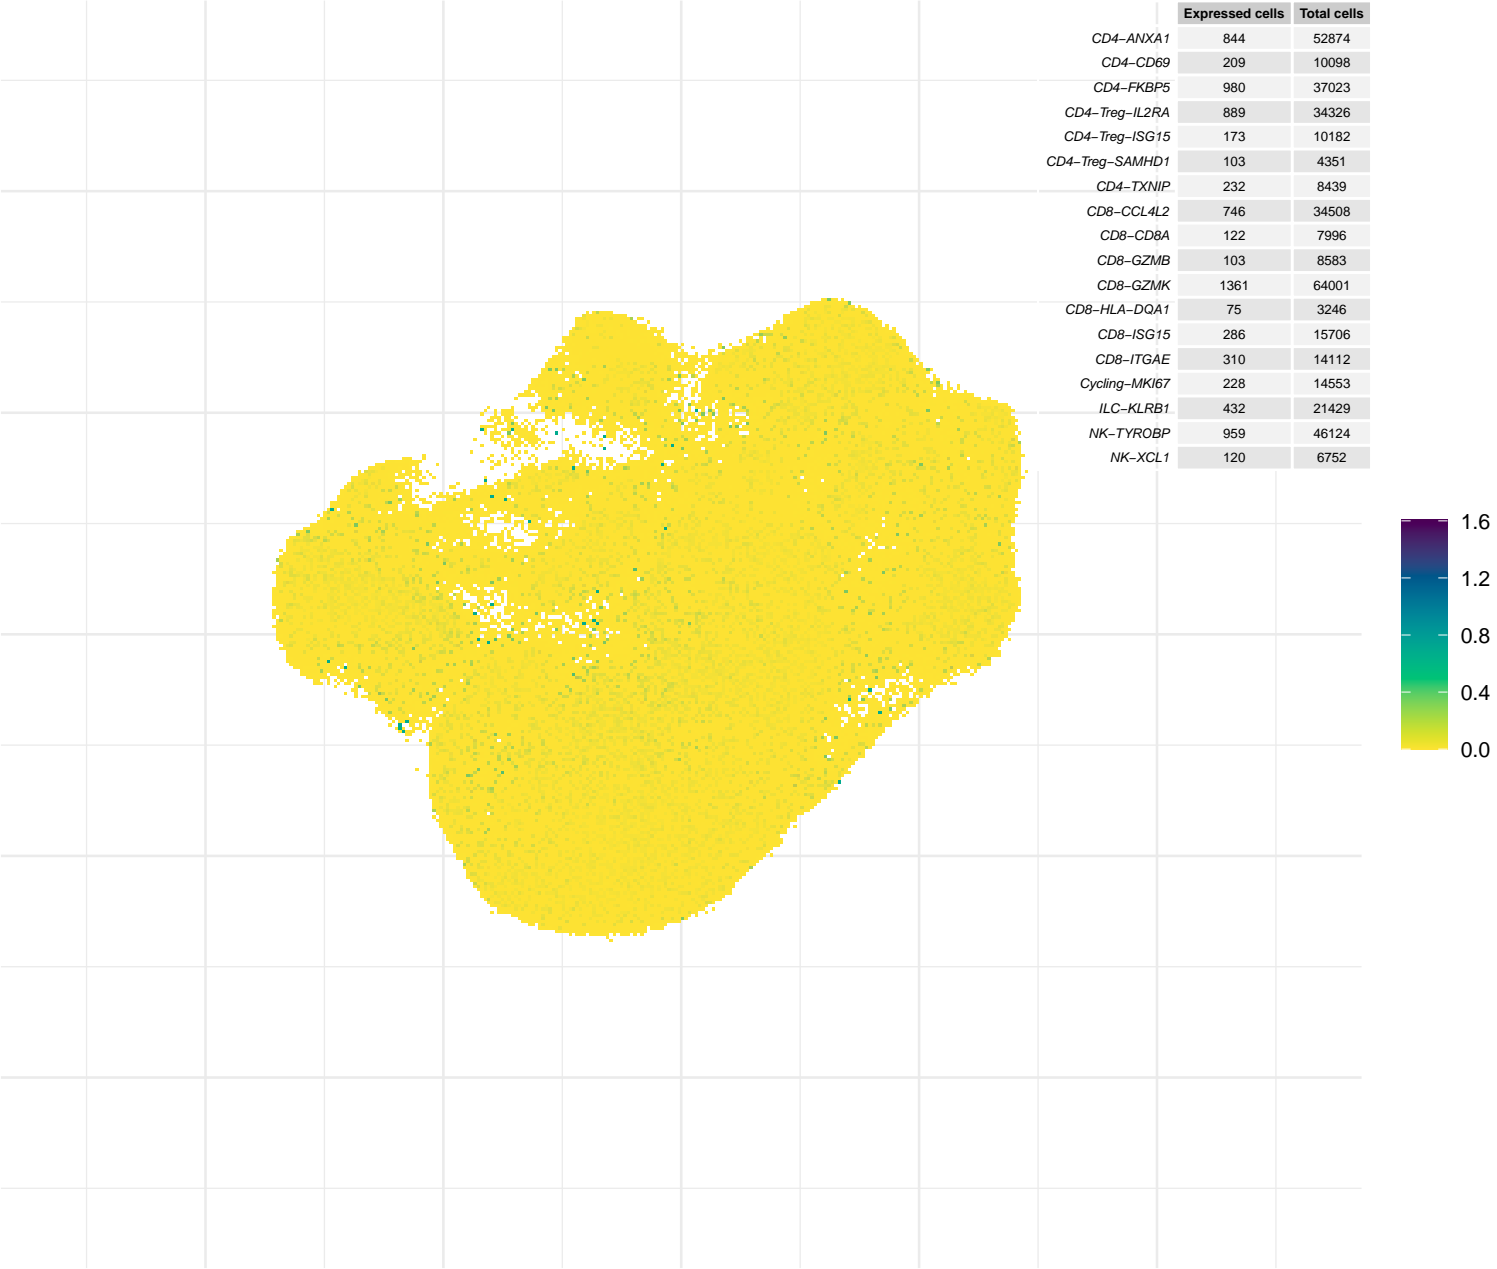 Expressed cells Total cells
CD4−ANXA1 844 52874
CD4−CD69 209 10098
CD4−FKBP5 980 37023
CD4−Treg−IL2RA 889 34326
CD4−Treg−ISG15 173 10182
CD4−Treg−SAMHD1 103 4351
CD4−TXNIP 232 8439
CD8−CCL4L2 746 34508
CD8−CD8A 122 7996
CD8−GZMB 103 8583
CD8−GZMK 1361 64001
CD8−HLA−DQA1 75 3246
CD8−ISG15 286 15706
CD8−ITGAE 310 14112
Cycling−MKI67 228 14553
ILC−KLRB1 432 21429
NK−TYROBP 959 46124
NK−XCL1 120 6752
1.6
1.2
0.8
0.4
0.0